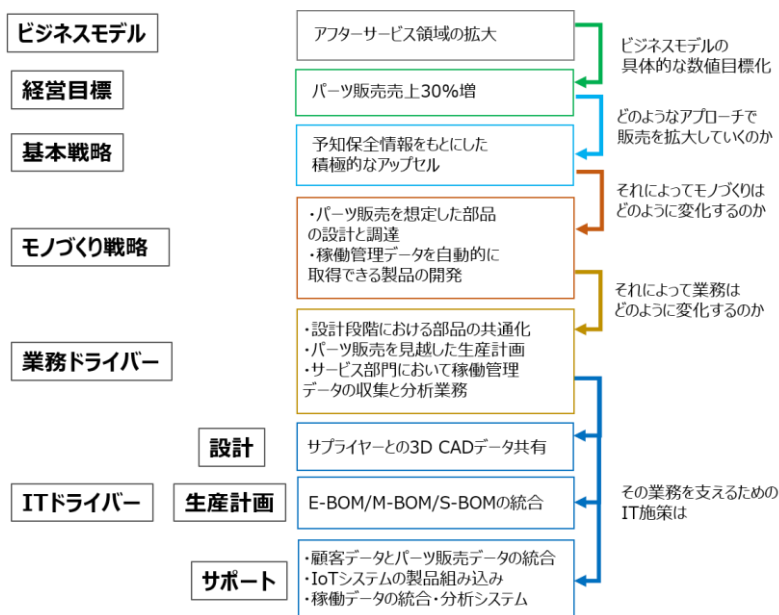 ビジネスモデル
アフターサービス領域の拡大
ビジネスモデルの
具体的な数値目標化
経営目標
パーツ販売売上30%増
どのようなアプローチで
販売を拡大していくのか
基本戦略
予知保全情報をもとにした
積極的なアップセル
それによってモノづくりは
どのように変化するのか
モノづくり戦略
・パーツ販売を想定した部品
の設計と調達
・稼働管理データを自動的に
取得できる製品の開発
それによって業務は
どのように変化するのか
業務ドライバー
・設計段階における部品の共通化
・パーツ販売を見越した生産計画
・サービス部門において稼働管理
データの収集と分析業務
設計
サプライヤーとの3D CADデータ共有
ITドライバー
生産計画
E-BOM/M-BOM/S-BOMの統合
その業務を支えるための
IT施策は
サポート
・顧客データとパーツ販売データの統合
・IoTシステムの製品組み込み
・稼働データの統合・分析システム